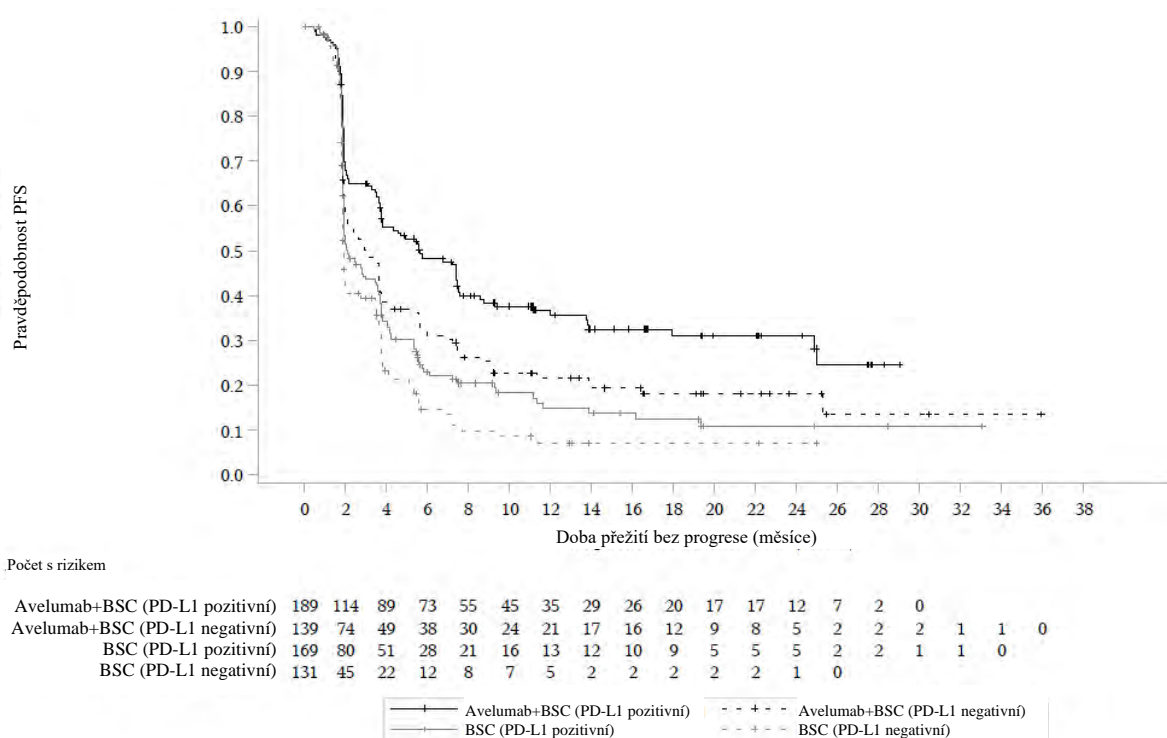 1.0
0.9
0.8
0.7
0.6
0.5
0.4
0.3
0.2
0.1
0.0
Pravděpodobnost PFS
0 2 4 6 8 10 12 14 16 18 20 22 24 26 28 30 32 34 36 38
Doba přežití bez progrese (měsíce)
Počet s rizikem
Avelumab+BSC (PD-L1 pozitivní) 189 114 89 73 55 45 35 29 26 20 17 17 12 7 2 0
Avelumab+BSC (PD-L1 negativní) 139 74 49 38 30 24 21 17 16 12 9 8 5 2 2 2 1 1 0
BSC (PD-L1 pozitivní) 169 80 51 28 21 16 13 12 10 9 5 5 5 2 2 1 1 0
BSC (PD-L1 negativní) 131 45 22 12 8 7 5 2 2 2 2 2 1 0
Avelumab+BSC (PD-L1 pozitivní) Avelumab+BSC (PD-L1 negativní)
BSC (PD-L1 pozitivní) BSC (PD-L1 negativní)